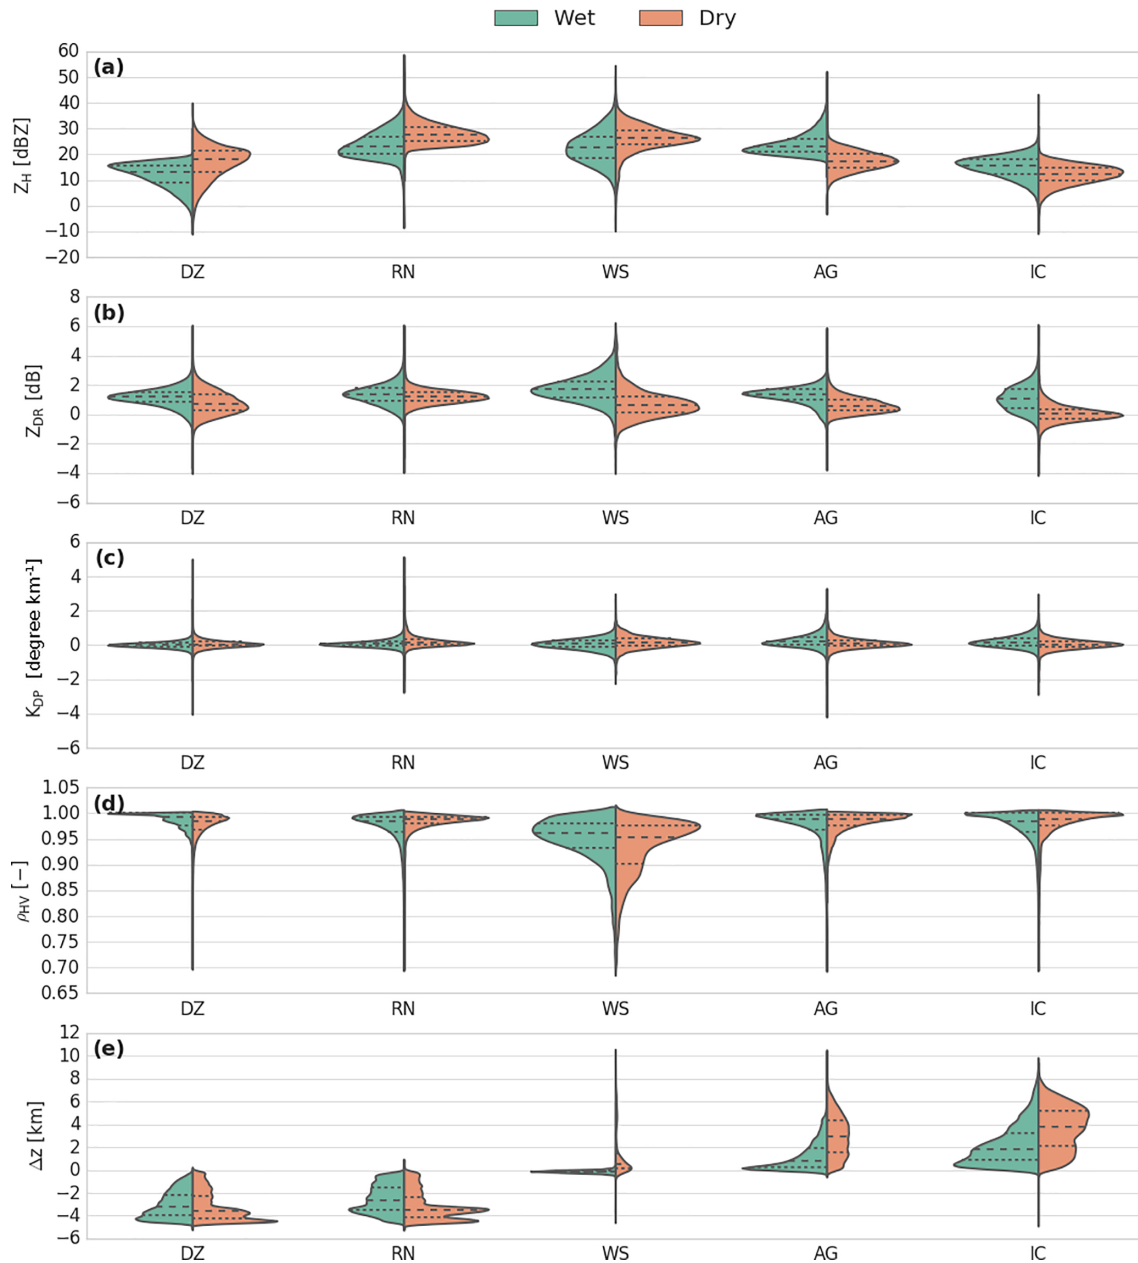 Wet Dry
(a)
Z_H [dBZ]
60
50
40
30
20
10
0
−10
−20
DZ RN WS AG IC
(b)
Z_DR [dB]
8
6
4
2
0
−2
−4
−6
DZ RN WS AG IC
(c)
K_DP [degree km⁻¹]
6
4
2
0
−2
−4
−6
DZ RN WS AG IC
(d)
ρ_HV [−]
1.05
1.00
0.95
0.90
0.85
0.80
0.75
0.70
0.65
DZ RN WS AG IC
(e)
Δz [km]
12
10
8
6
4
2
0
−2
−4
−6
DZ RN WS AG IC